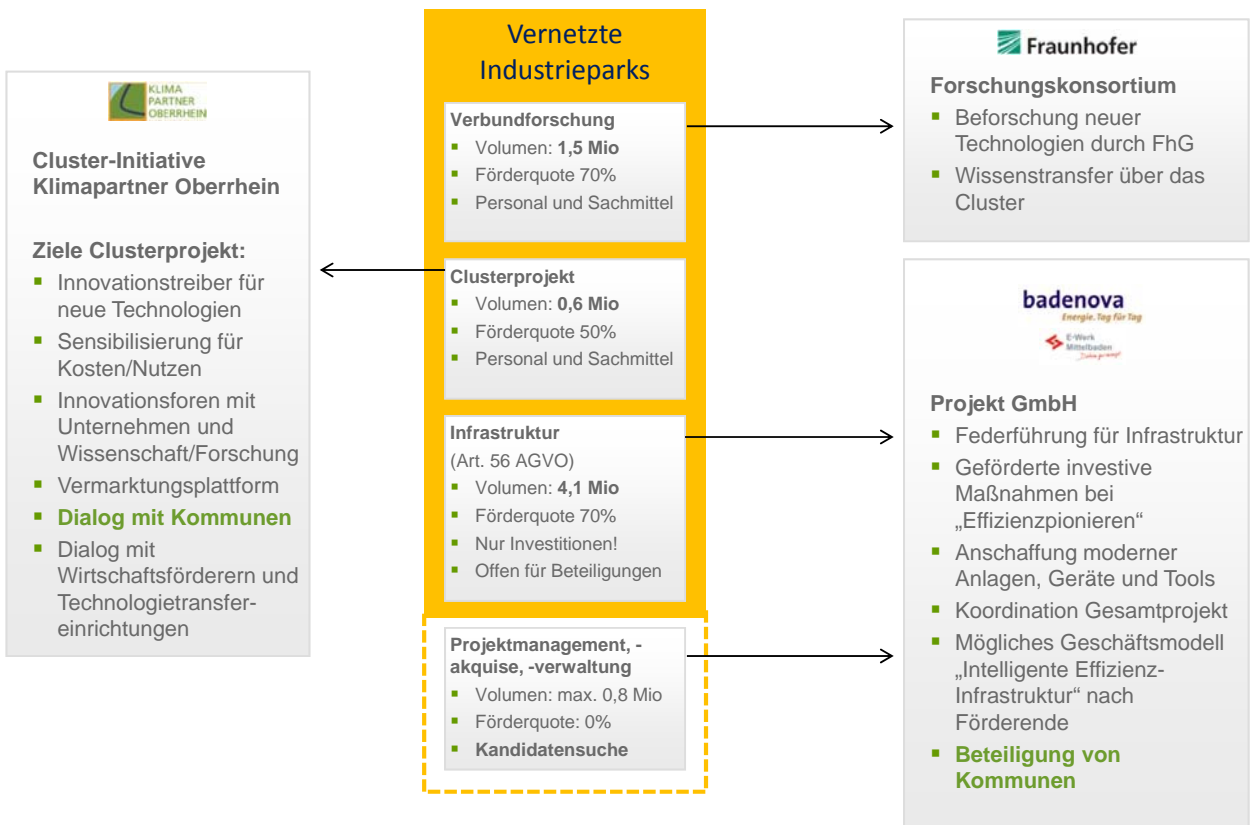 KLIMA
PARTNER
OBERRHEIN
Cluster-Initiative
Klimapartner Oberrhein
Ziele Clusterprojekt:
Innovationstreiber für
neue Technologien
Sensibilisierung für
Kosten/Nutzen
Innovationsforen mit
Unternehmen und
Wissenschaft/Forschung
Vermarktungsplattform
Dialog mit Kommunen
Dialog mit
Wirtschaftsförderern und
Technologietransfer-
einrichtungen
Vernetzte
Industrieparks
Verbundforschung
Volumen: 1,5 Mio
Förderquote 70%
Personal und Sachmittel
Clusterprojekt
Volumen: 0,6 Mio
Förderquote 50%
Personal und Sachmittel
Infrastruktur
(Art. 56 AGVO)
Volumen: 4,1 Mio
Förderquote 70%
Nur Investitionen!
Offen für Beteiligungen
Projektmanagement, -
akquise, -verwaltung
Volumen: max. 0,8 Mio
Förderquote: 0%
Kandidatensuche
Fraunhofer
Forschungskonsortium
Beforschung neuer
Technologien durch FhG
Wissenstransfer über das
Cluster
badenova
Energie. Tag für Tag
E-Werk
Mittelbaden
Projekt GmbH
Federführung für Infrastruktur
Geförderte investive
Maßnahmen bei
„Effizienzpionieren“
Anschaffung moderner
Anlagen, Geräte und Tools
Koordination Gesamtprojekt
Mögliches Geschäftsmodell
„Intelligente Effizienz-
Infrastruktur“ nach
Förderende
Beteiligung von
Kommunen